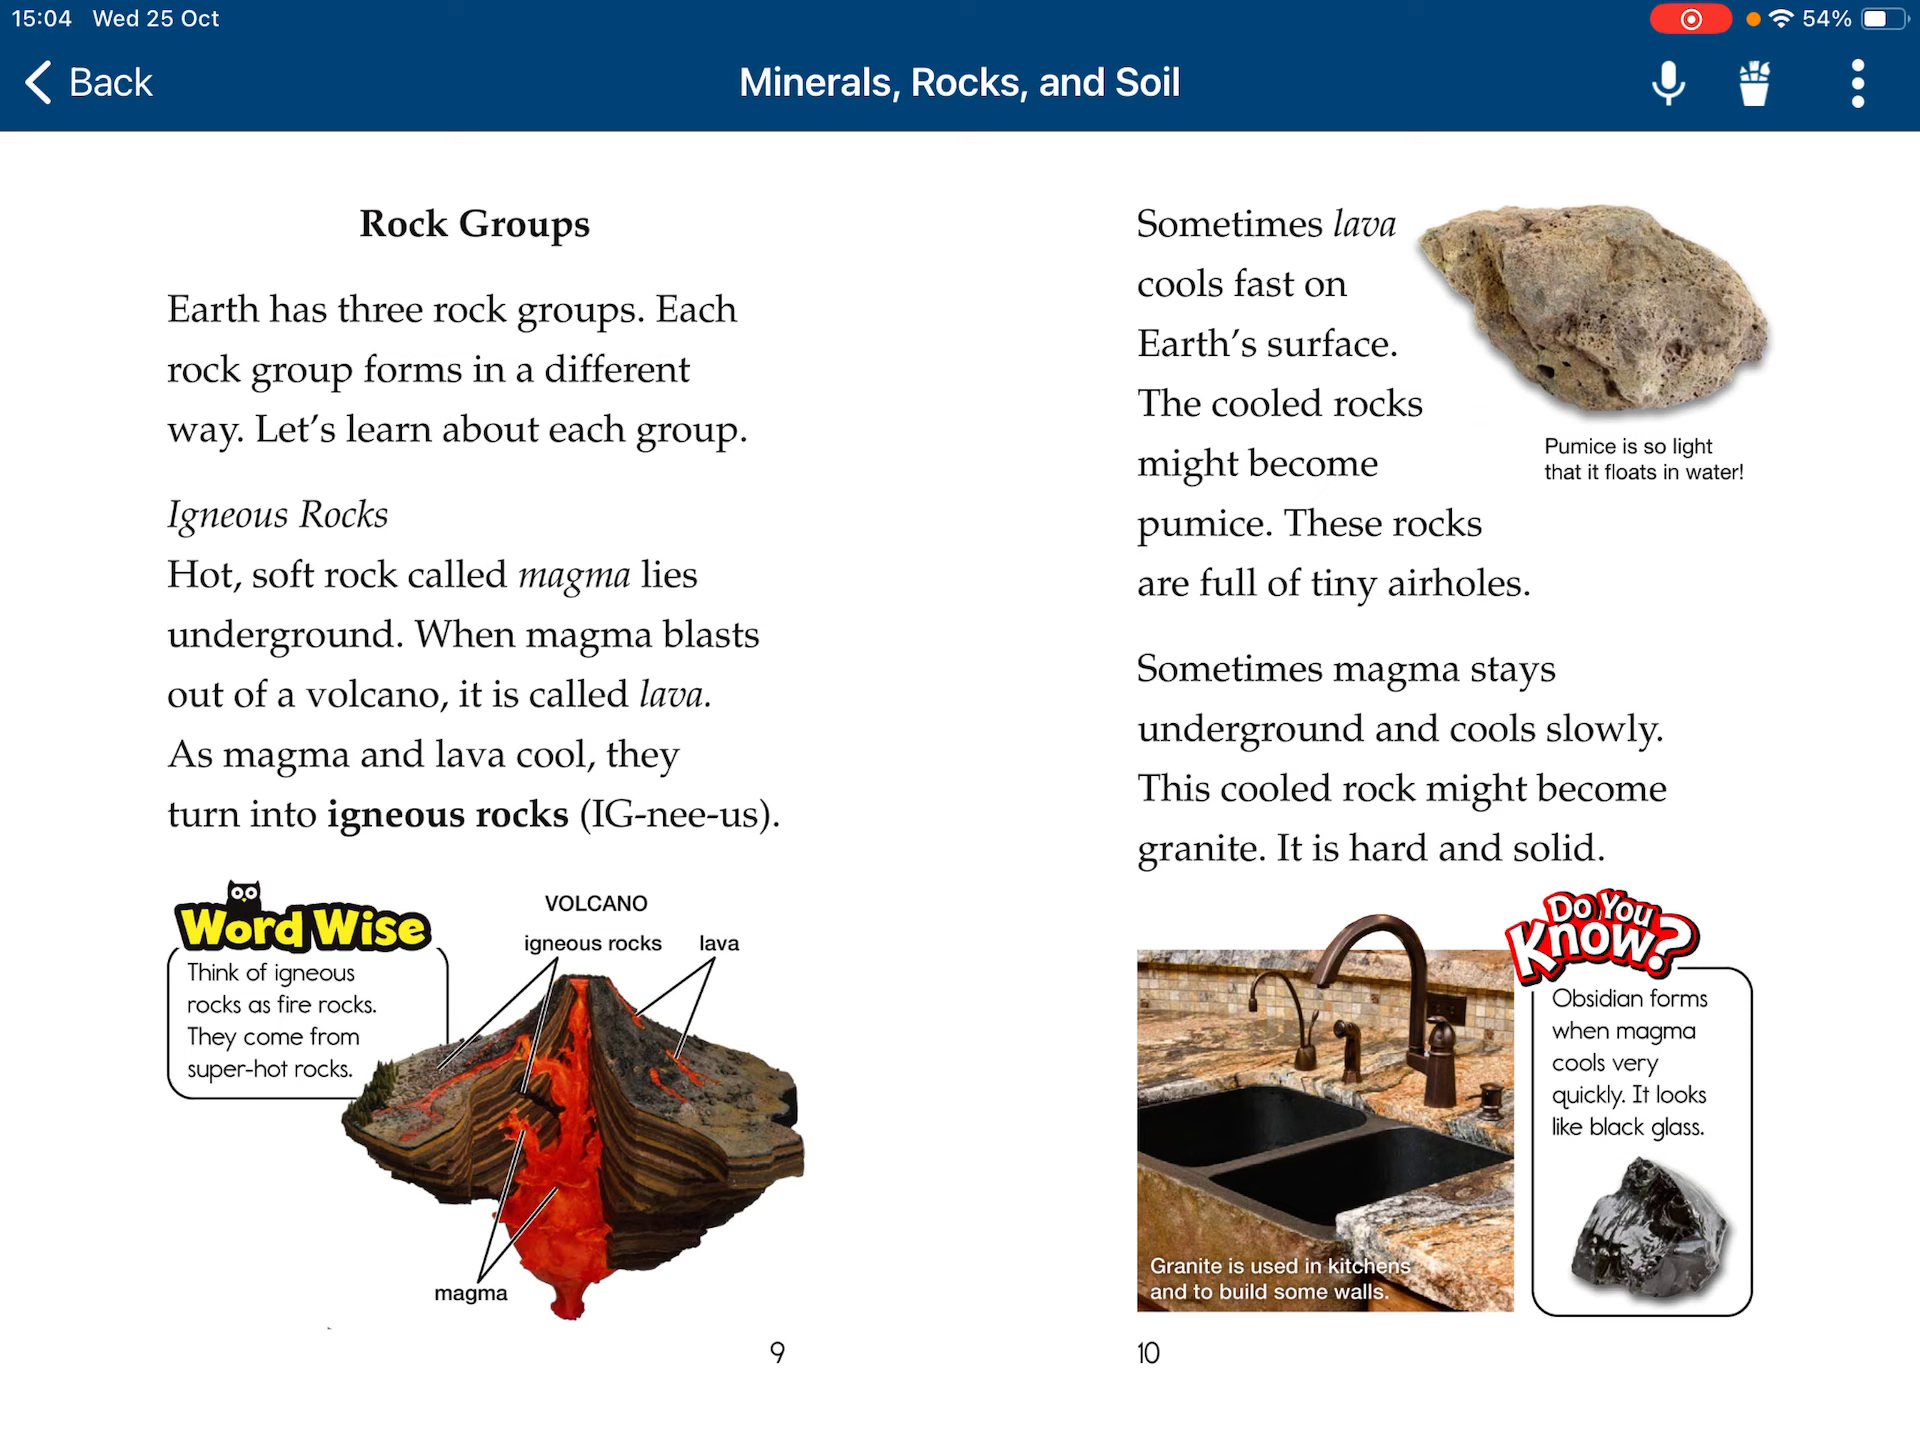 15:04 Wed 25 Oct
54%
Back
Minerals, Rocks, and Soil
Rock Groups
Earth has three rock groups. Each
rock group forms in a different
way. Let’s learn about each group.
Igneous Rocks
Hot, soft rock called magma lies
underground. When magma blasts
out of a volcano, it is called lava.
As magma and lava cool, they
turn into igneous rocks (IG-nee-us).
Word Wise
Think of igneous
rocks as fire rocks.
They come from
super-hot rocks.
VOLCANO
igneous rocks
lava
magma
9
Sometimes lava
cools fast on
Earth’s surface.
The cooled rocks
might become
pumice. These rocks
are full of tiny airholes.
Pumice is so light
that it floats in water!
Sometimes magma stays
underground and cools slowly.
This cooled rock might become
granite. It is hard and solid.
Granite is used in kitchens
and to build some walls.
Do You
Know?
Obsidian forms
when magma
cools very
quickly. It looks
like black glass.
10